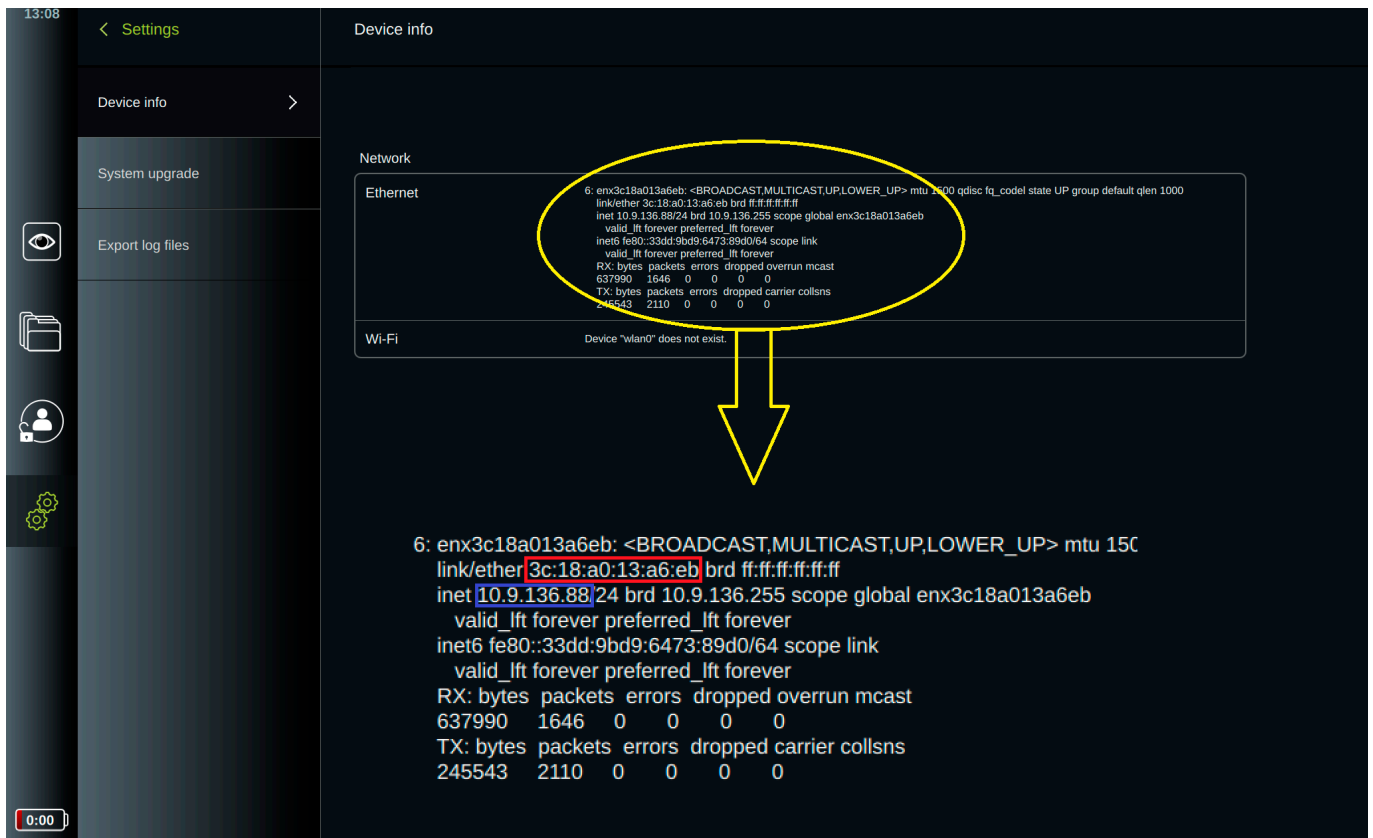 13:08
Settings
Device info
Device info
System upgrade
Export log files
Network
Ethernet
6: enx3c18a013a6eb: <BROADCAST,MULTICAST,UP,LOWER_UP> mtu 1500 qdisc fq_codel state UP group default qlen 1000
link/ether 3c:18:a0:13:a6:eb brd ff:ff:ff:ff:ff:ff
inet 10.9.136.88/24 brd 10.9.136.255 scope global enx3c18a013a6eb
valid_lft forever preferred_lft forever
inet6 fe80::33dd:9bd9:6473:89d0/64 scope link
valid_lft forever preferred_lft forever
RX: bytes packets errors dropped overrun mcast
637990 1646 0 0 0 0
TX: bytes packets errors dropped carrier collsns
245543 2110 0 0 0 0
Wi-Fi
Device "wlan0" does not exist.
6: enx3c18a013a6eb: <BROADCAST,MULTICAST,UP,LOWER_UP> mtu 150
link/ether 3c:18:a0:13:a6:eb brd ff:ff:ff:ff:ff:ff
inet 10.9.136.88/24 brd 10.9.136.255 scope global enx3c18a013a6eb
valid_lft forever preferred_lft forever
inet6 fe80::33dd:9bd9:6473:89d0/64 scope link
valid_lft forever preferred_lft forever
RX: bytes packets errors dropped overrun mcast
637990 1646 0 0 0 0
TX: bytes packets errors dropped carrier collsns
245543 2110 0 0 0 0
0:00